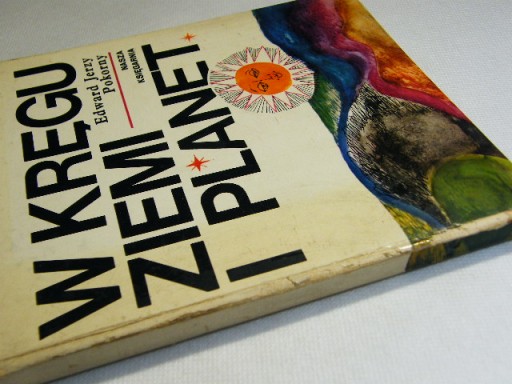 W KRĘGU
Edward Jerzy
Pokorny
NASZA
KSIĘGARNIA
ZIEMI
I PLANET